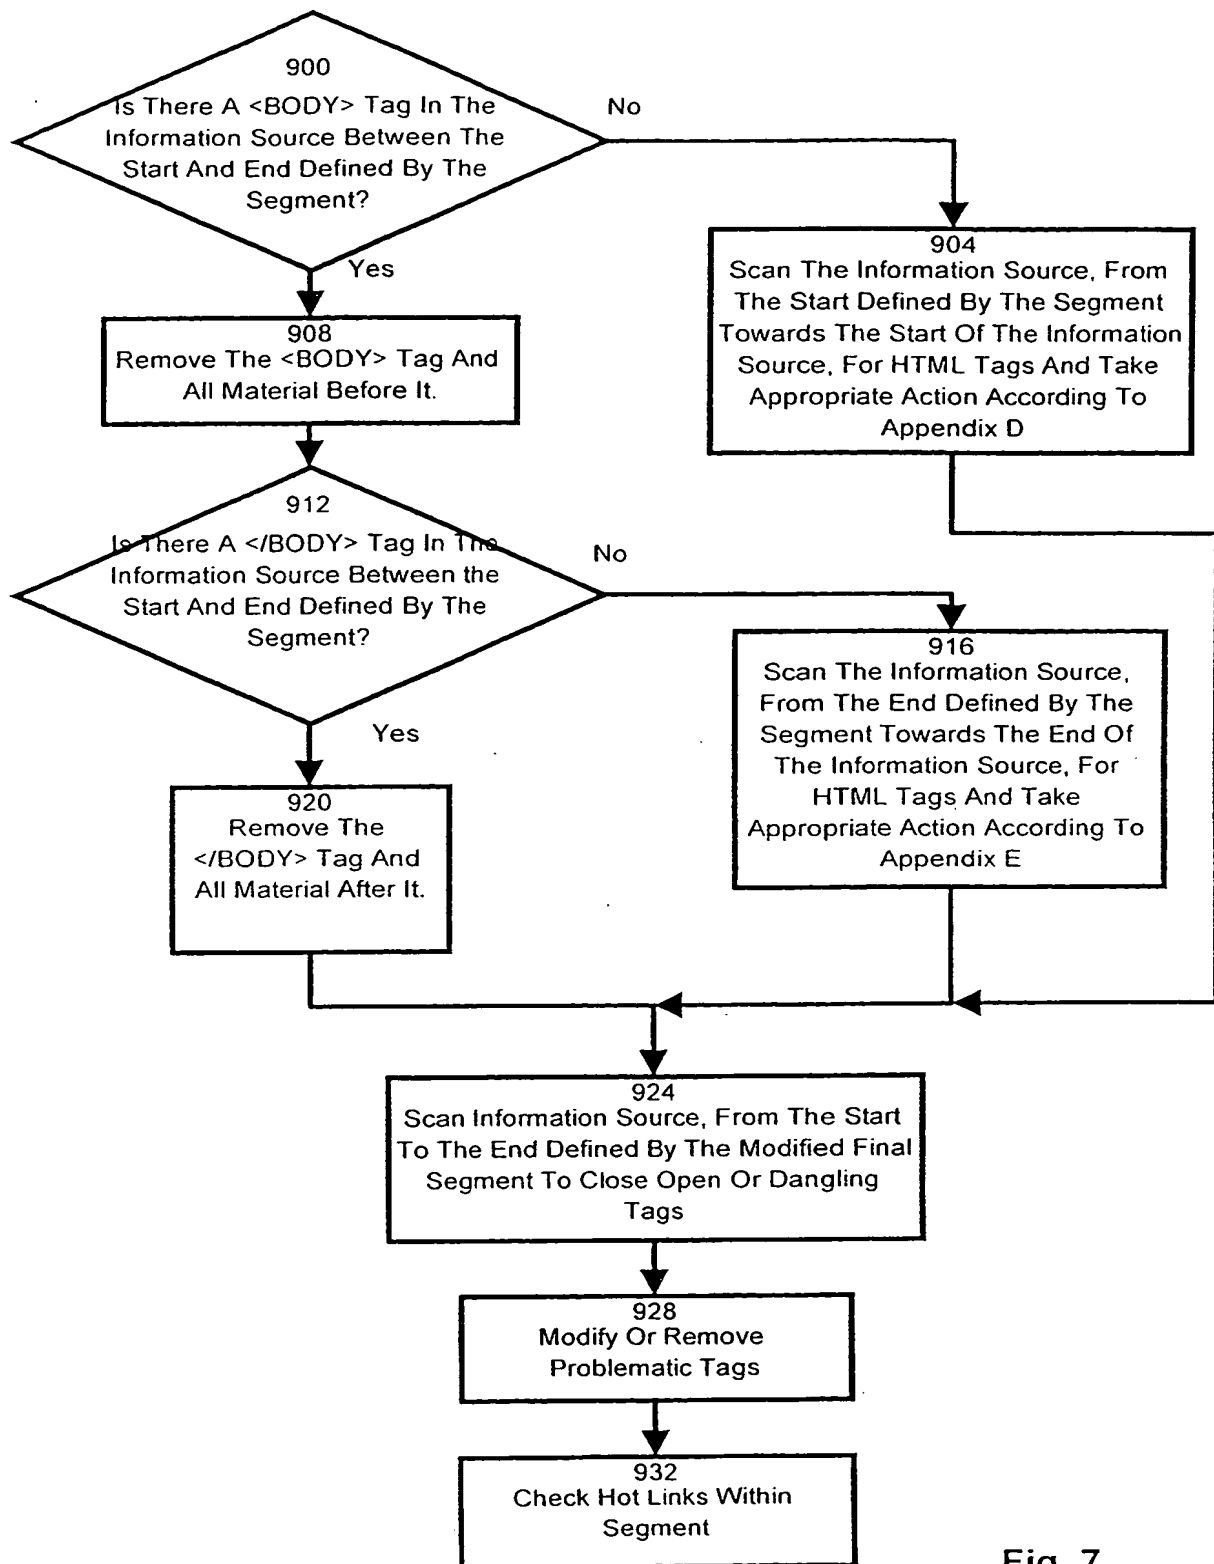 900
Is There A <BODY> Tag In The
Information Source Between The
Start And End Defined By The
Segment?
No
Yes
904
Scan The Information Source, From
The Start Defined By The Segment
Towards The Start Of The Information
Source, For HTML Tags And Take
Appropriate Action According To
Appendix D
908
Remove The <BODY> Tag And
All Material Before It.
912
Is There A </BODY> Tag In The
Information Source Between the
Start And End Defined By The
Segment?
No
Yes
916
Scan The Information Source,
From The End Defined By The
Segment Towards The End Of
The Information Source, For
HTML Tags And Take
Appropriate Action According To
Appendix E
920
Remove The
</BODY> Tag And
All Material After It.
924
Scan Information Source, From The Start
To The End Defined By The Modified Final
Segment To Close Open Or Dangling
Tags
928
Modify Or Remove
Problematic Tags
932
Check Hot Links Within
Segment
Fig. 7